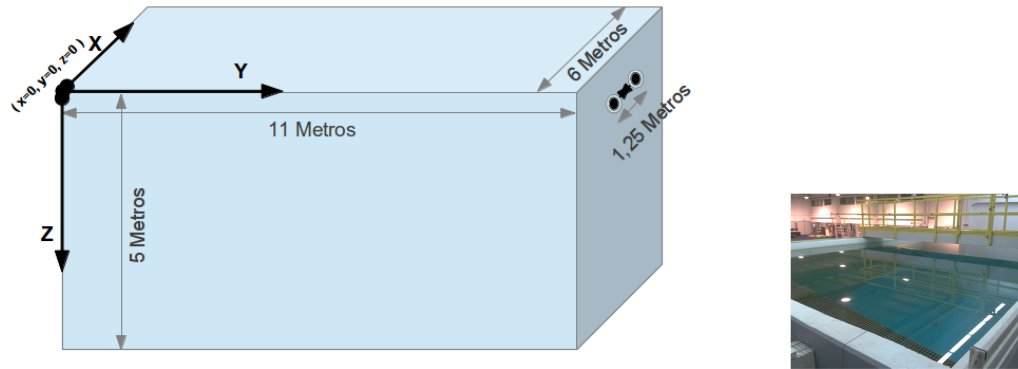 ( x=0, y=0, z=0 )
X
Y
6 Metros
1,25 Metros
11 Metros
Z
5 Metros